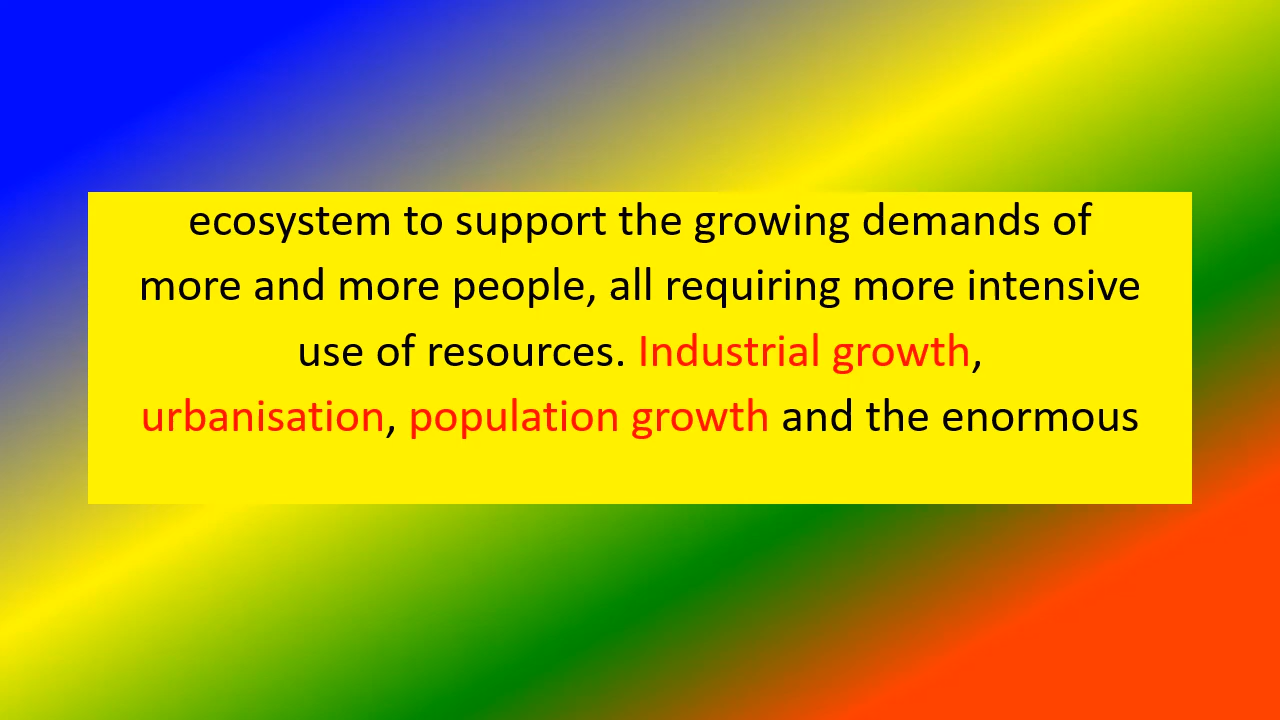 ecosystem to support the growing demands of
more and more people, all requiring more intensive
use of resources. Industrial growth,
urbanisation, population growth and the enormous